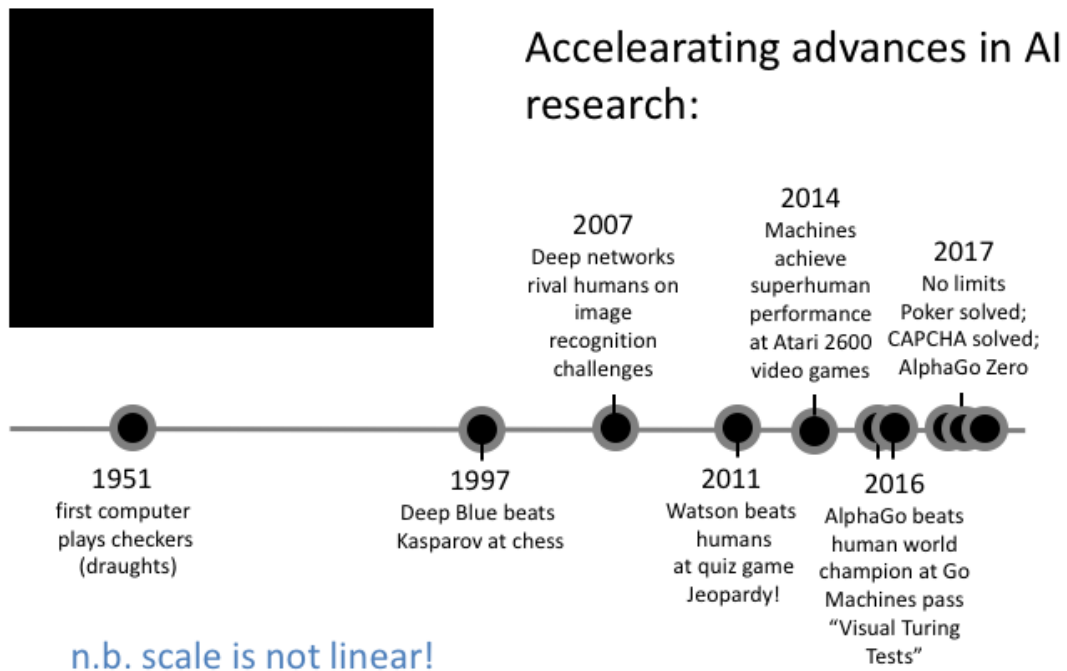 Accelearating advances in AI
research:
2007
Deep networks
rival humans on
image
recognition
challenges
2014
Machines
achieve
superhuman
performance
at Atari 2600
video games
2017
No limits
Poker solved;
CAPCHA solved;
AlphaGo Zero
1951
first computer
plays checkers
(draughts)
1997
Deep Blue beats
Kasparov at chess
2011
Watson beats
humans
at quiz game
Jeopardy!
2016
AlphaGo beats
human world
champion at Go
Machines pass
“Visual Turing
Tests”
n.b. scale is not linear!